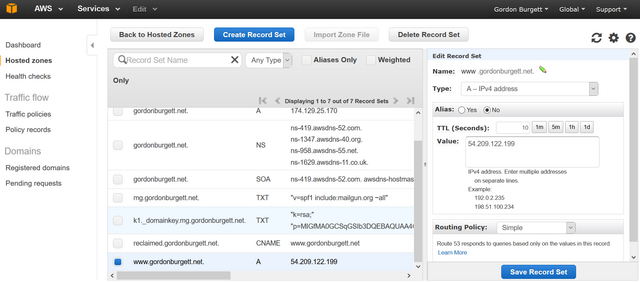 AWS Services Edit Gordon Burgett Global Support
Dashboard
Hosted zones
Health checks
Traffic flow
Traffic policies
Policy records
Domains
Registered domains
Pending requests
Back to Hosted Zones Create Record Set Import Zone File Delete Record Set
Record Set Name Any Type Aliases Only Weighted
Only
Displaying 1 to 7 out of 7 Record Sets
gordonburgett.net. A 174.129.25.170
ns-419.awsdns-52.com.
gordonburgett.net. NS ns-1347.awsdns-40.org.
ns-958.awsdns-55.net.
ns-1629.awsdns-11.co.uk.
gordonburgett.net. SOA ns-419.awsdns-52.com. awsdns-hostmas
mg.gordonburgett.net. TXT "v=spf1 include:mailgun.org ~all"
k1._domainkey.mg.gordonburgett.net. TXT "k=rsa;"
"p=MIGfMA0GCSqGSIb3DQEBAQUAA4
reclaimed.gordonburgett.net. CNAME www.gordonburgett.net
www.gordonburgett.net. A 54.209.122.199
Edit Record Set
Name: www .gordonburgett.net.
Type: A – IPv4 address
Alias: Yes No
TTL (Seconds): 10 1m 5m 1h 1d
Value: 54.209.122.199
IPv4 address. Enter multiple addresses
on separate lines.
Example:
192.0.2.235
198.51.100.234
Routing Policy: Simple
Route 53 responds to queries based only on the values in this record.
Learn More
Save Record Set